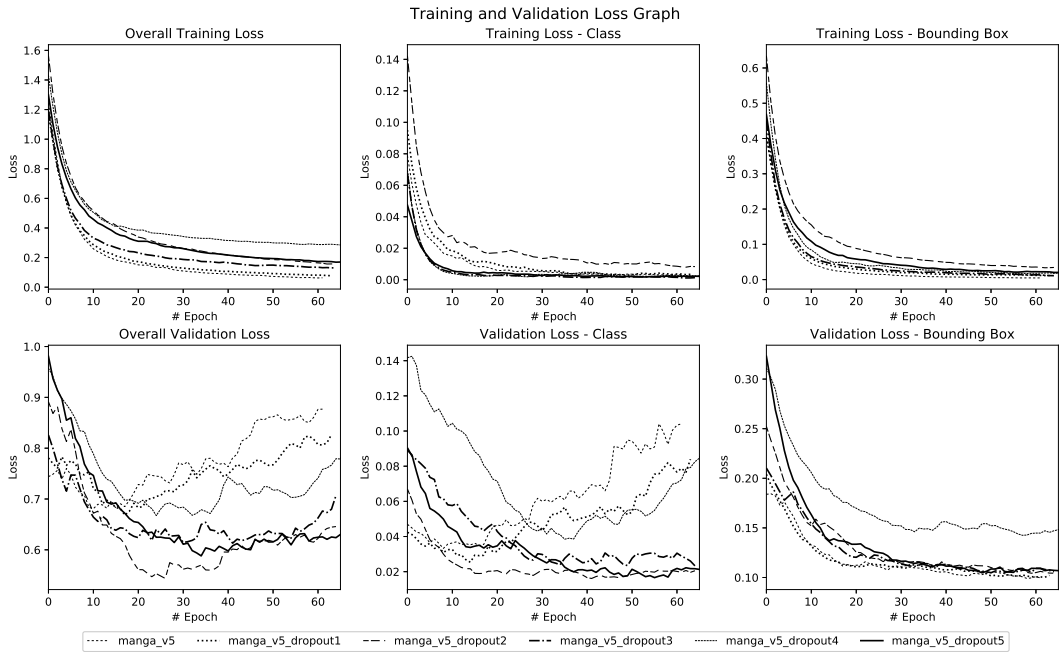 Training and Validation Loss Graph
Overall Training Loss
Training Loss - Class
Training Loss - Bounding Box
1.6
1.4
1.2
1.0
0.8
0.6
0.4
0.2
0.0
Loss
0 10 20 30 40 50 60
# Epoch
0.14
0.12
0.10
0.08
0.06
0.04
0.02
0.00
Loss
0 10 20 30 40 50 60
# Epoch
0.6
0.5
0.4
0.3
0.2
0.1
0.0
Loss
0 10 20 30 40 50 60
# Epoch
Overall Validation Loss
Validation Loss - Class
Validation Loss - Bounding Box
1.0
0.9
0.8
0.7
0.6
Loss
0 10 20 30 40 50 60
# Epoch
0.14
0.12
0.10
0.08
0.06
0.04
0.02
Loss
0 10 20 30 40 50 60
# Epoch
0.30
0.25
0.20
0.15
0.10
Loss
0 10 20 30 40 50 60
# Epoch
manga_v5 manga_v5_dropout1 manga_v5_dropout2 manga_v5_dropout3 manga_v5_dropout4 manga_v5_dropout5